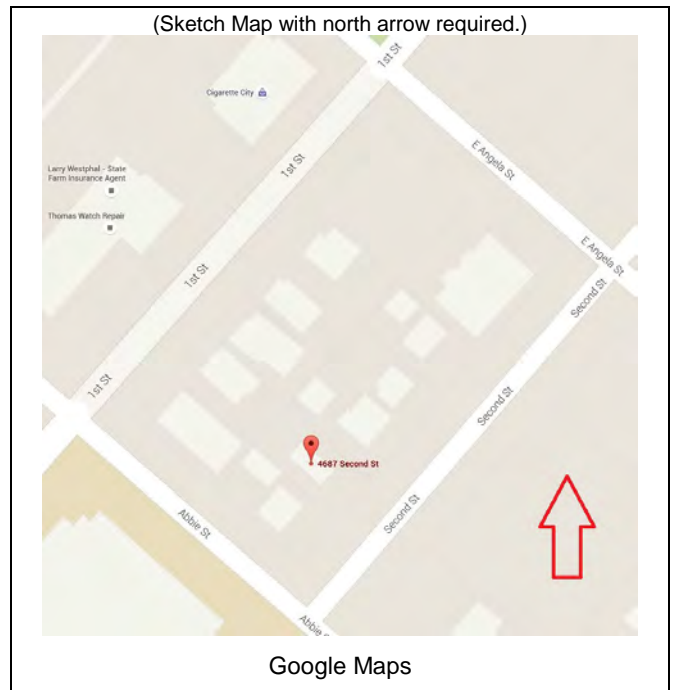 (Sketch Map with north arrow required.)
1st St
Cigarette City
E Angela St
1st St
Larry Westphal - State
Farm Insurance Agent
Thomas Watch Repair
E Angela St
1st St
Second St
1st St
Second St
4687 Second St
Second St
Abbie St
Abbie S
Google Maps